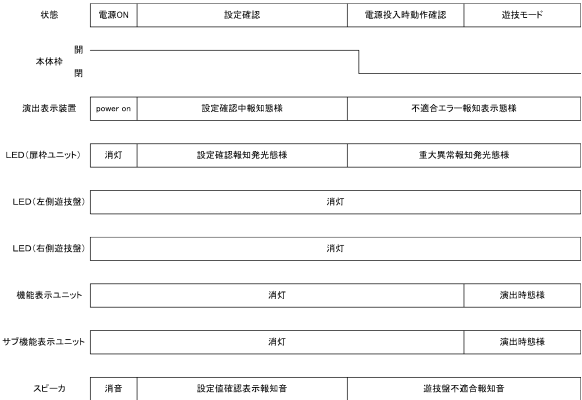 状態 電源ON 設定確認 電源投入時動作確認 遊技モード
開
本体枠
閉
演出表示装置 power on 設定確認中報知態様 不適合エラー報知表示態様
LED(扉枠ユニット) 消灯 設定確認報知発光態様 重大異常報知発光態様
LED(左側遊技盤) 消灯
LED(右側遊技盤) 消灯
機能表示ユニット 消灯 演出時態様
サブ機能表示ユニット 消灯 演出時態様
スピーカ 消音 設定値確認表示報知音 遊技盤不適合報知音